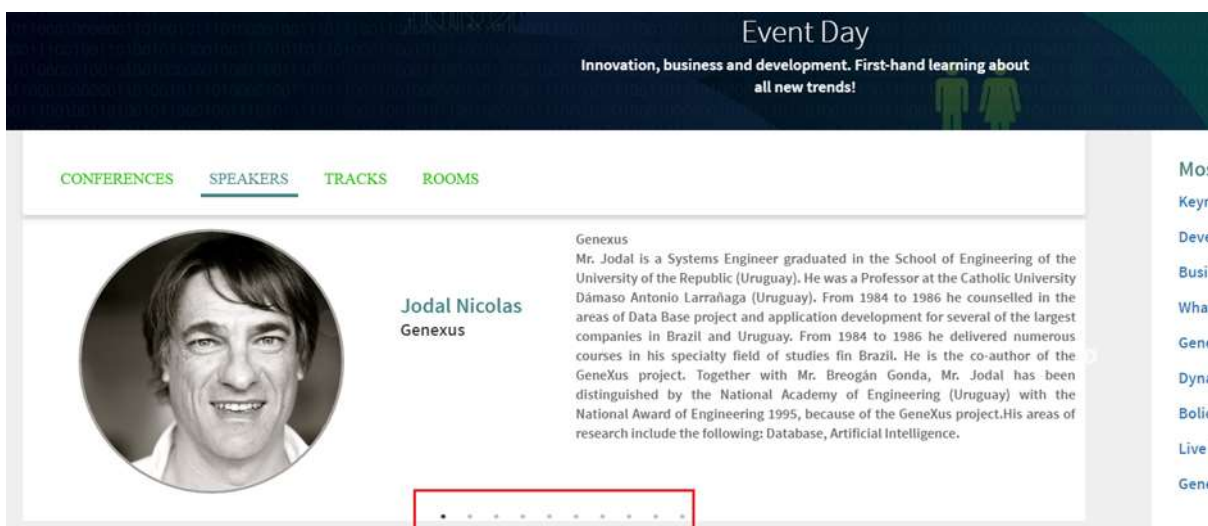 Event Day
Innovation, business and development. First-hand learning about
all new trends!
CONFERENCES SPEAKERS TRACKS ROOMS
Jodal Nicolas
Genexus
Genexus
Mr. Jodal is a Systems Engineer graduated in the School of Engineering of the
University of the Republic (Uruguay). He was a Professor at the Catholic University
Dámaso Antonio Larrañaga (Uruguay). From 1984 to 1986 he counselled in the
areas of Data Base project and application development for several of the largest
companies in Brazil and Uruguay. From 1984 to 1986 he delivered numerous
courses in his specialty field of studies fin Brazil. He is the co-author of the
GeneXus project. Together with Mr. Breogán Gonda, Mr. Jodal has been
distinguished by the National Academy of Engineering (Uruguay) with the
National Award of Engineering 1995, because of the GeneXus project.His areas of
research include the following: Database, Artificial Intelligence.
Live